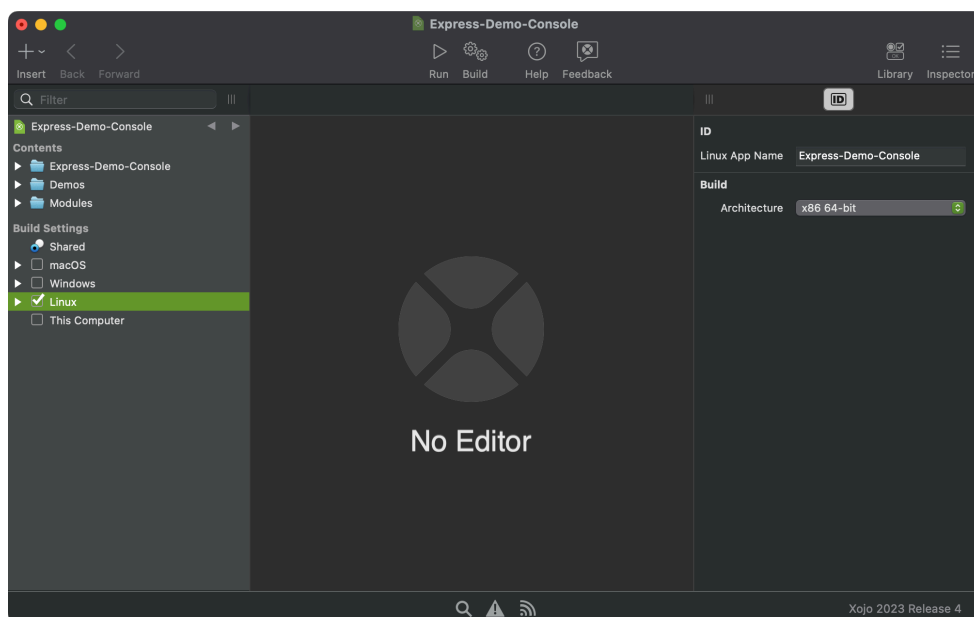 Express-Demo-Console
Insert Back Forward Run Build Help Feedback Library Inspector
Filter
ID
Express-Demo-Console
Contents
Express-Demo-Console
Demos
Modules
Build Settings
Shared
macOS
Windows
Linux
This Computer
No Editor
ID
Linux App Name Express-Demo-Console
Build
Architecture x86 64-bit
Xojo 2023 Release 4